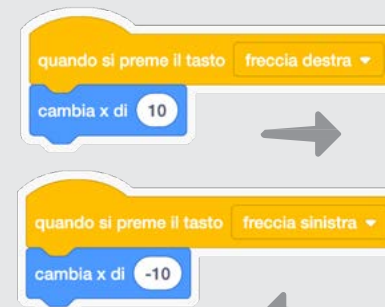 quando si preme il tasto freccia destra
cambia x di 10
quando si preme il tasto freccia sinistra
cambia x di -10